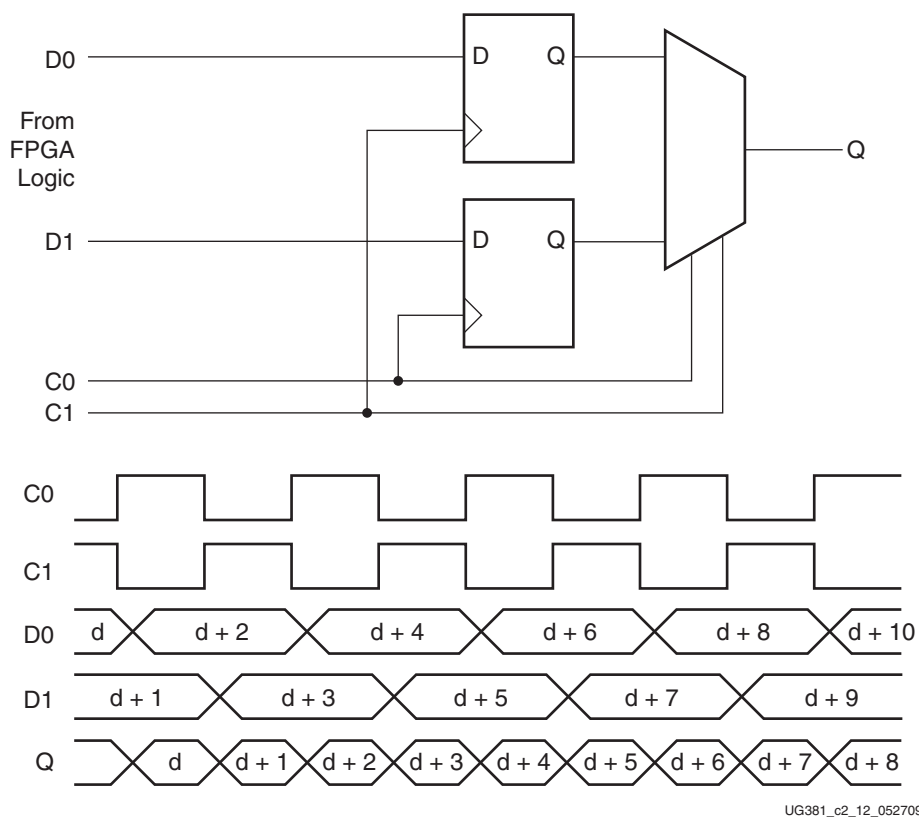 D0
D Q
From
FPGA
Logic
Q
D1
D Q
C0
C1
C0
C1
D0 d d + 2 d + 4 d + 6 d + 8 d + 10
D1 d + 1 d + 3 d + 5 d + 7 d + 9
Q d d + 1 d + 2 d + 3 d + 4 d + 5 d + 6 d + 7 d + 8
UG381_c2_12_052709